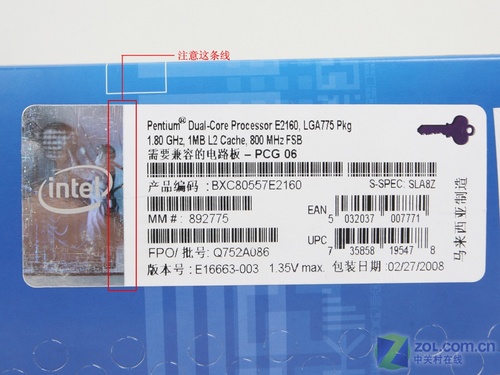 注意这条线
Pentium® Dual-Core Processor E2160, LGA775 Pkg
1.80 GHz, 1MB L2 Cache, 800 MHz FSB
需要兼容的电路板 – PCG 06
产品编码: BXC80557E2160
S-SPEC: SLA8Z
MM#: 892775
EAN
5 032037 007771
UPC
7 35858 19547 8
FPO/ 批号: Q752A086
版本号: E16663-003 1.35V max. 包装日期: 02/27/2008
马来西亚制造
intel
zol.com.cn
中关村在线